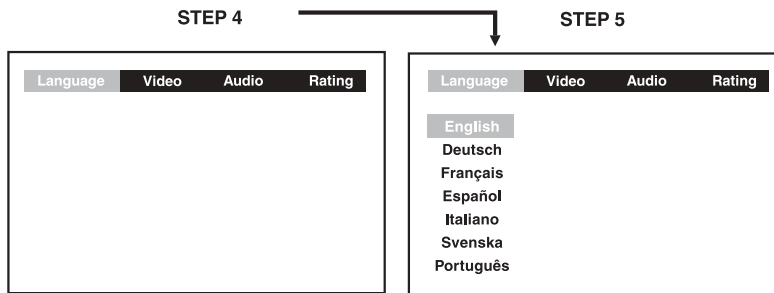 STEP 4
STEP 5
Language Video Audio Rating
Language Video Audio Rating
English
Deutsch
Français
Español
Italiano
Svenska
Português